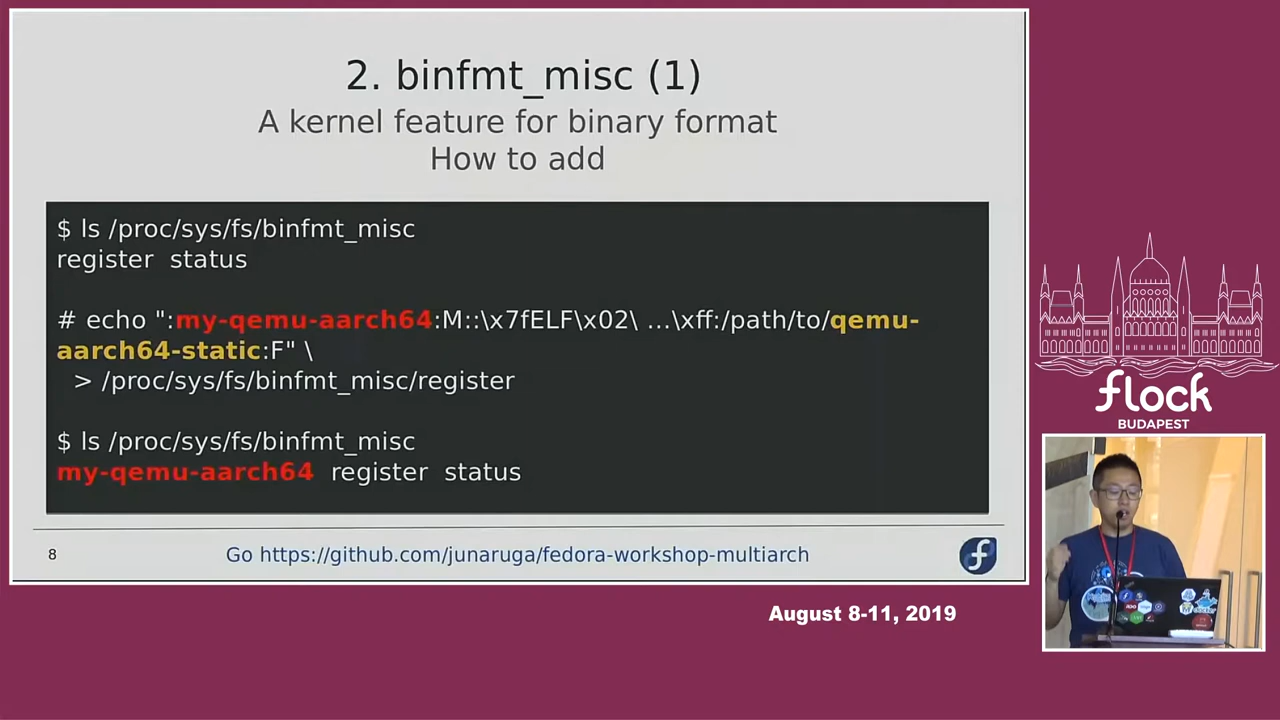 2. binfmt_misc (1)
A kernel feature for binary format
How to add
$ ls /proc/sys/fs/binfmt_misc
register  status
# echo ":my-qemu-aarch64:M::\x7fELF\x02\ ...\xff:/path/to/qemu-
aarch64-static:F" \
  > /proc/sys/fs/binfmt_misc/register
$ ls /proc/sys/fs/binfmt_misc
my-qemu-aarch64  register  status
8
Go https://github.com/junaruga/fedora-workshop-multiarch
flock
BUDAPEST
August 8-11, 2019